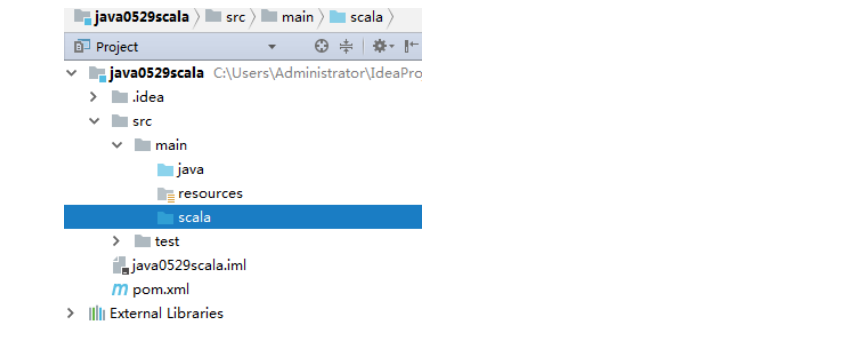 java0529scala src main scala
Project
java0529scala C:\Users\Administrator\IdeaPro
.idea
src
main
java
resources
scala
test
java0529scala.iml
pom.xml
External Libraries